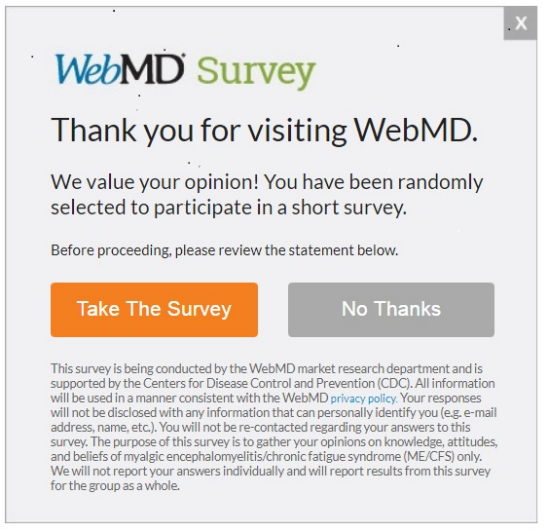 X
WebMD Survey
Thank you for visiting WebMD.
We value your opinion! You have been randomly
selected to participate in a short survey.
Before proceeding, please review the statement below.
Take The Survey
No Thanks
This survey is being conducted by the WebMD market research department and is
supported by the Centers for Disease Control and Prevention (CDC). All information
will be used in a manner consistent with the WebMD privacy policy. Your responses
will not be disclosed with any information that can personally identify you (e.g. e-mail
address, name, etc.). You will not be re-contacted regarding your answers to this
survey. The purpose of this survey is to gather your opinions on knowledge, attitudes,
and beliefs of myalgic encephalomyelitis/chronic fatigue syndrome (ME/CFS) only.
We will not report your answers individually and will report results from this survey
for the group as a whole.